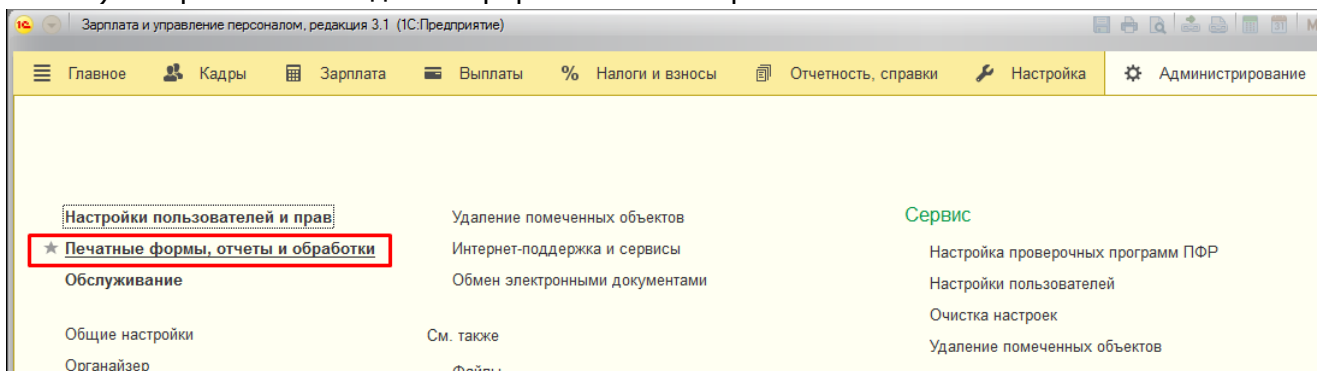 Зарплата и управление персоналом, редакция 3.1 (1С:Предприятие)
Главное Кадры Зарплата Выплаты % Налоги и взносы Отчетность, справки Настройка Администрирование
Настройки пользователей и прав Удаление помеченных объектов Сервис
Печатные формы, отчеты и обработки Интернет-поддержка и сервисы Настройка проверочных программ ПФР
Обслуживание Обмен электронными документами Настройки пользователей
Очистка настроек
Общие настройки См. также Удаление помеченных объектов
Органайзер Файлы